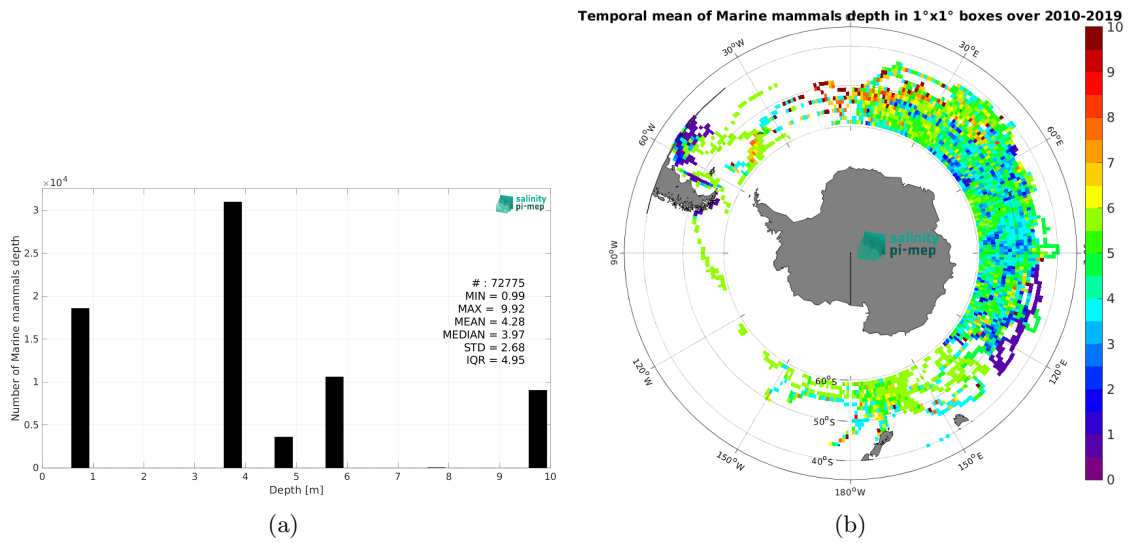 Temporal mean of Marine mammals depth in 1°x1° boxes over 2010-2019
×10⁴
3
2.5
2
1.5
1
0.5
0
Number of Marine mammals depth
0 1 2 3 4 5 6 7 8 9 10
Depth [m]
salinity
pi-mep
# : 72775
MIN = 0.99
MAX = 9.92
MEAN = 4.28
MEDIAN = 3.97
STD = 2.68
IQR = 4.95
(a)
30°W
30°E
60°W
60°E
90°W
120°W
120°E
150°W
150°E
180°W
60°S
50°S
40°S
salinity
pi-mep
10
9
8
7
6
5
4
3
2
1
0
(b)